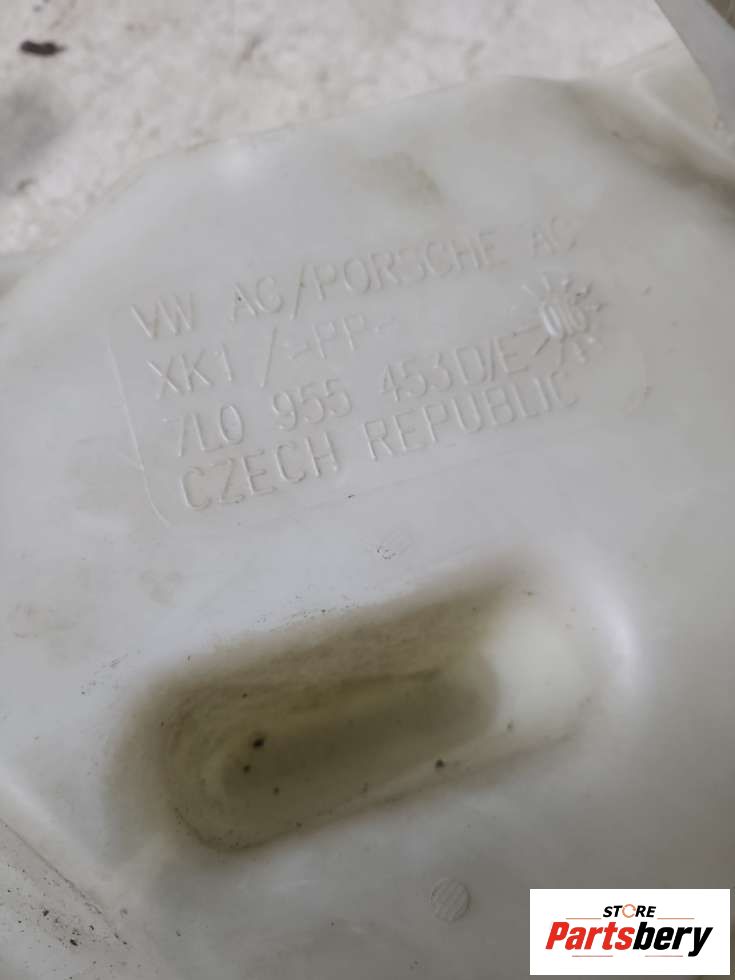 VW AG/PORSCHE AG
XK1 / >PP<
7L0 955 453D/E
CZECH REPUBLIC
STORE
Partsbery